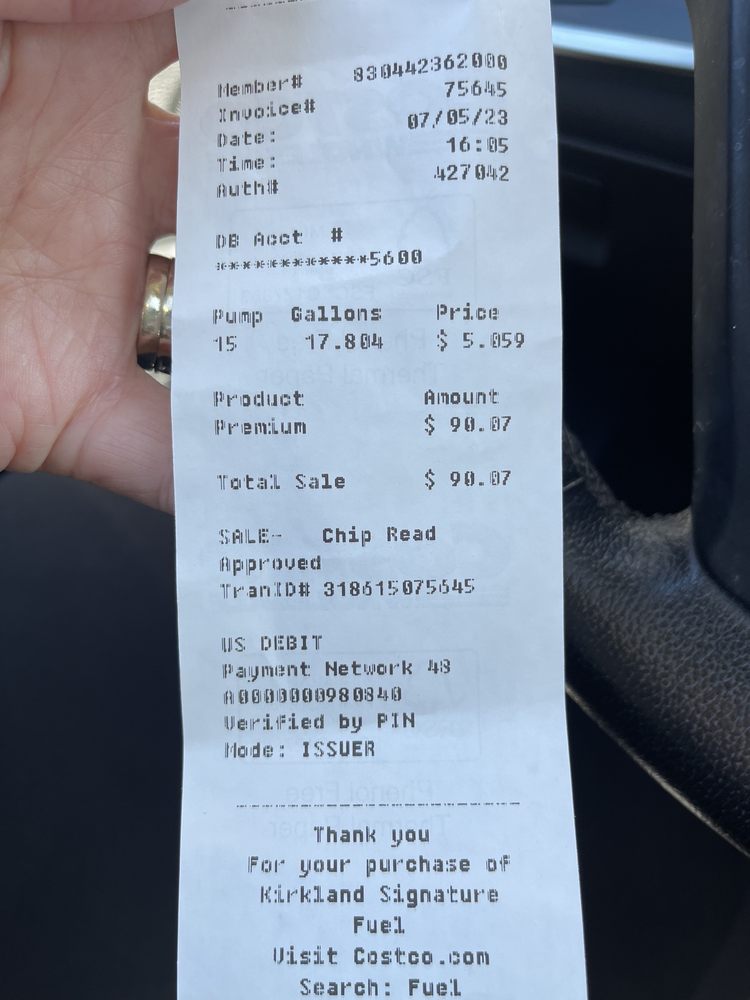 Member# 830442362000
Invoice# 75645
Date: 07/05/23
Time: 16:05
Auth# 427042
DB Acct #
************5600
Pump Gallons Price
15 17.804 $ 5.059
Product Amount
Premium $ 90.07
Total Sale $ 90.07
SALE- Chip Read
Approved
TranID# 318615075645
US DEBIT
Payment Network 48
A0000000980840
Verified by PIN
Mode: ISSUER
Thank you
For your purchase of
Kirkland Signature
Fuel
Visit Costco.com
Search: Fuel